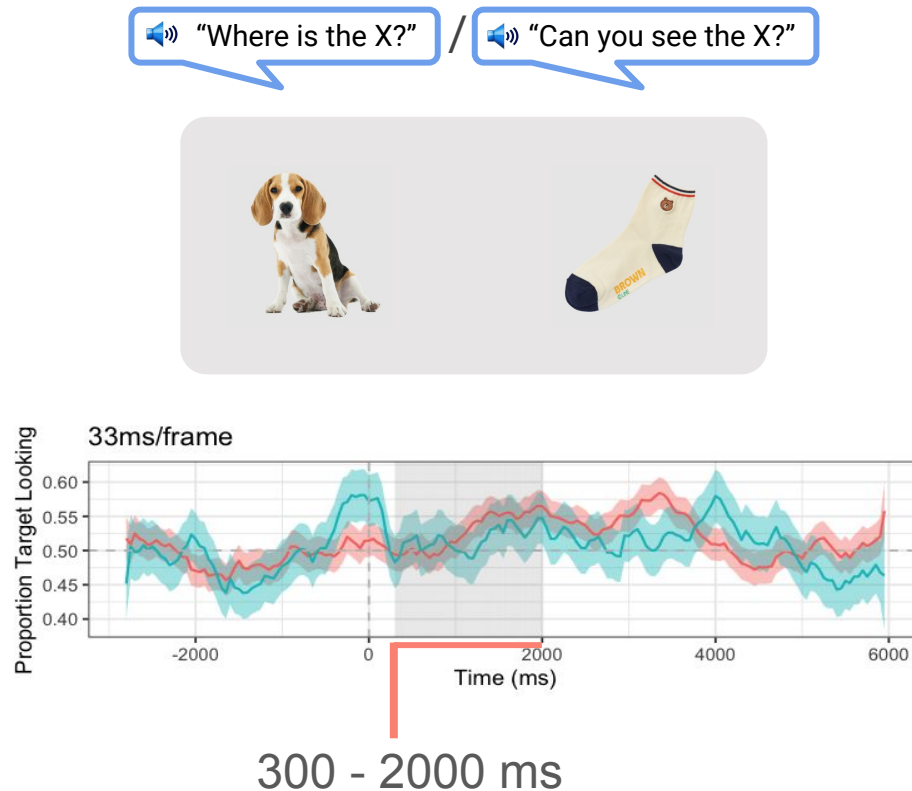 “Where is the X?” / “Can you see the X?”
BROWN
33ms/frame
Proportion Target Looking
0.60
0.55
0.50
0.45
0.40
-2000 0 2000 4000 6000
Time (ms)
300 - 2000 ms